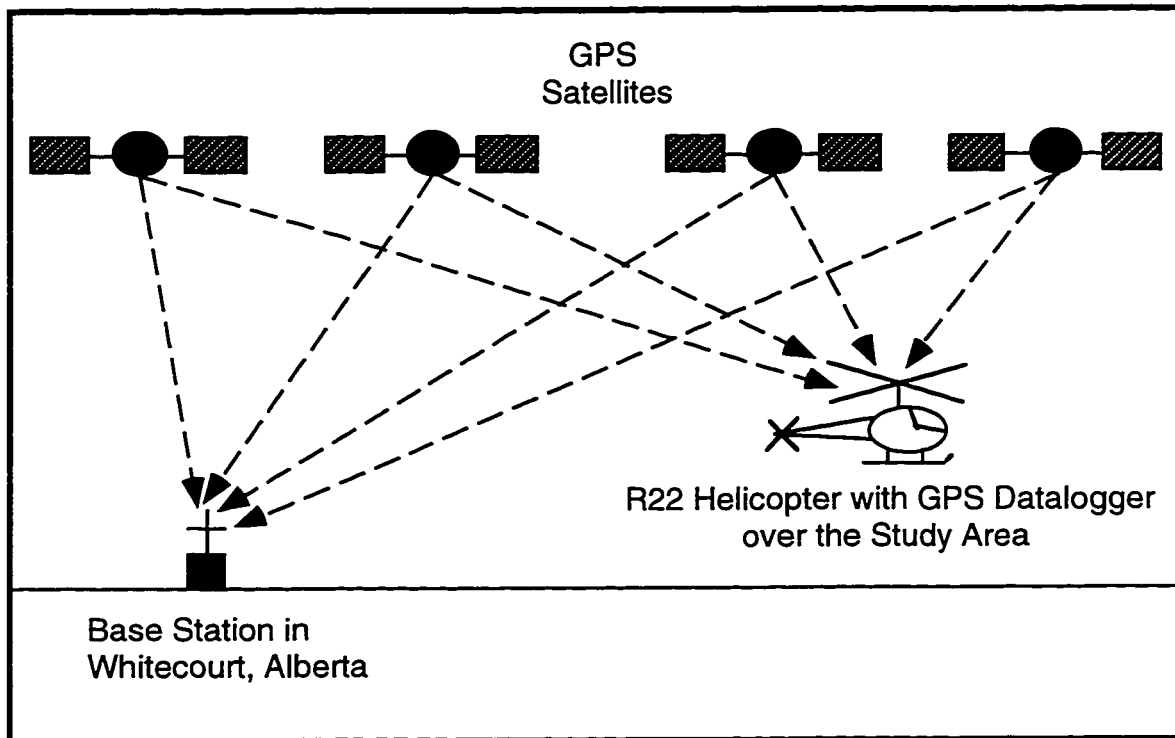 GPS
Satellites
R22 Helicopter with GPS Datalogger
over the Study Area
Base Station in
Whitecourt, Alberta